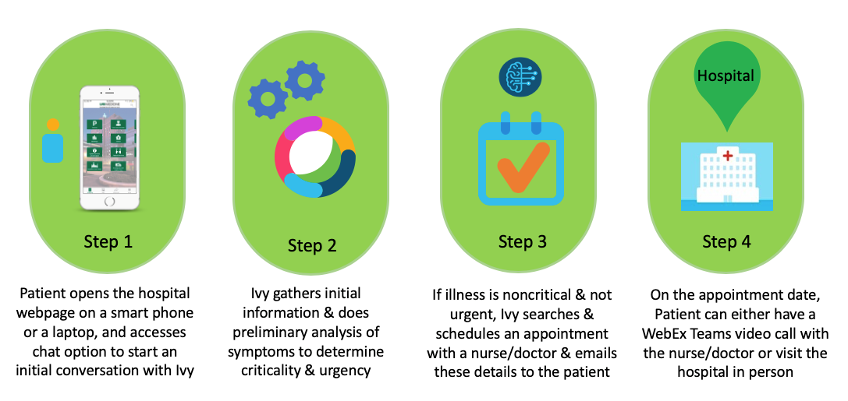 Hospital
Step 1
Step 2
Step 3
Step 4
Patient opens the hospital
webpage on a smart phone
or a laptop, and accesses
chat option to start an
initial conversation with Ivy
Ivy gathers initial
information & does
preliminary analysis of
symptoms to determine
criticality & urgency
If illness is noncritical & not
urgent, Ivy searches &
schedules an appointment
with a nurse/doctor & emails
these details to the patient
On the appointment date,
Patient can either have a
WebEx Teams video call with
the nurse/doctor or visit the
hospital in person